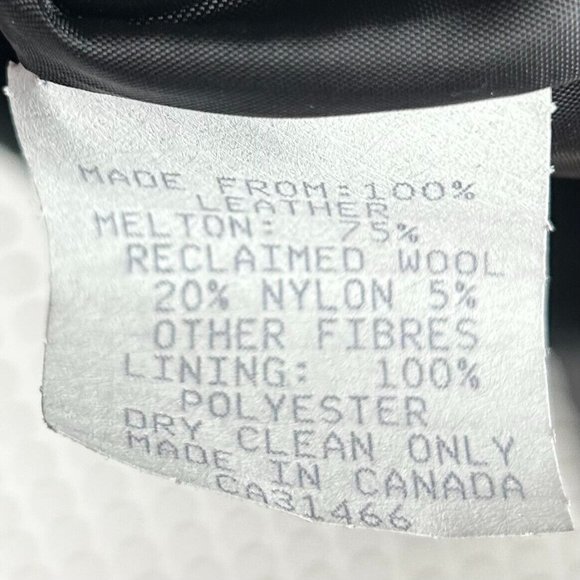 MADE FROM:100%
LEATHER
MELTON: 75%
RECLAIMED WOOL
20% NYLON 5%
OTHER FIBRES
LINING: 100%
POLYESTER
DRY CLEAN ONLY
MADE IN CANADA
CA31466